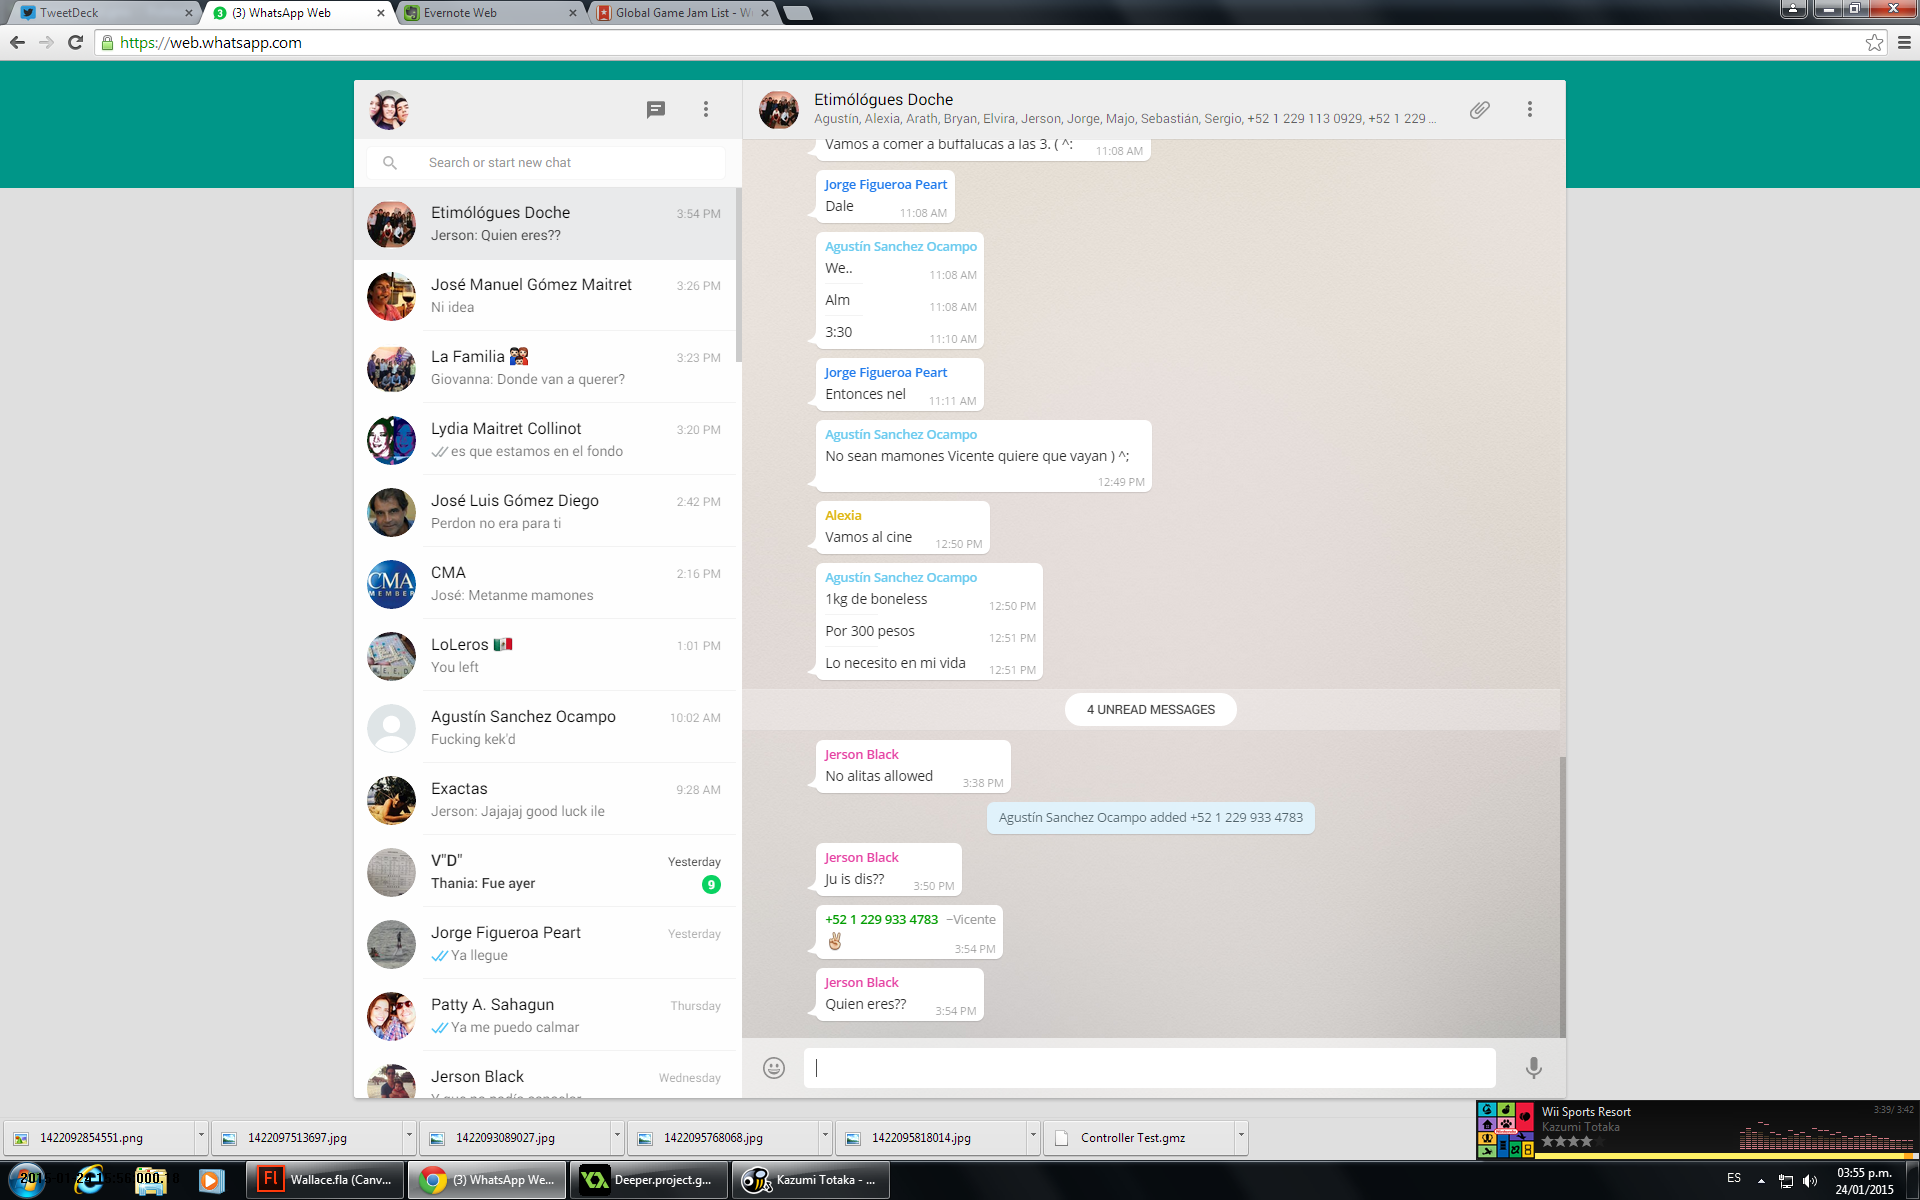 TweetDeck
(3) WhatsApp Web
Evernote Web
Global Game Jam List - W
https://web.whatsapp.com
Search or start new chat
Etimólógues Doche
3:54 PM
Jerson: Quien eres??
José Manuel Gómez Maitret
3:26 PM
Ni idea
La Familia
3:23 PM
Giovanna: Donde van a querer?
Lydia Maitret Collinot
3:20 PM
es que estamos en el fondo
José Luis Gómez Diego
2:42 PM
Perdon no era para ti
CMA
MEMBER
CMA
2:16 PM
José: Metanme mamones
LoLeros
1:01 PM
You left
Agustín Sanchez Ocampo
10:02 AM
Fucking kek'd
Exactas
9:28 AM
Jerson: Jajajaj good luck ile
V"D"
Yesterday
Thania: Fue ayer
9
Jorge Figueroa Peart
Yesterday
Ya llegue
Patty A. Sahagun
Thursday
Ya me puedo calmar
Jerson Black
Wednesday
Etimólógues Doche
Agustín, Alexia, Arath, Bryan, Elvira, Jerson, Jorge, Majo, Sebastián, Sergio, +52 1 229 113 0929, +52 1 229 ...
Vamos a comer a buffalucas a las 3. ( ^:
11:08 AM
Jorge Figueroa Peart
Dale
11:08 AM
Agustín Sanchez Ocampo
We..
11:08 AM
Alm
11:08 AM
3:30
11:10 AM
Jorge Figueroa Peart
Entonces nel
11:11 AM
Agustín Sanchez Ocampo
No sean mamones Vicente quiere que vayan ) ^;
12:49 PM
Alexia
Vamos al cine
12:50 PM
Agustín Sanchez Ocampo
1kg de boneless
12:50 PM
Por 300 pesos
12:51 PM
Lo necesito en mi vida
12:51 PM
4 UNREAD MESSAGES
Jerson Black
No alitas allowed
3:38 PM
Agustín Sanchez Ocampo added +52 1 229 933 4783
Jerson Black
Ju is dis??
3:50 PM
+52 1 229 933 4783 ~Vicente
3:54 PM
Jerson Black
Quien eres??
3:54 PM
1422092854551.png
1422097513697.jpg
1422093089027.jpg
1422095768068.jpg
1422095818014.jpg
Controller Test.gmz
Wii Sports Resort
3:39/ 3:42
Kazumi Totaka
Wallace.fla (Canv...
(3) WhatsApp We...
Deeper.project.g...
Kazumi Totaka - ...
ES
03:55 p.m.
24/01/2015